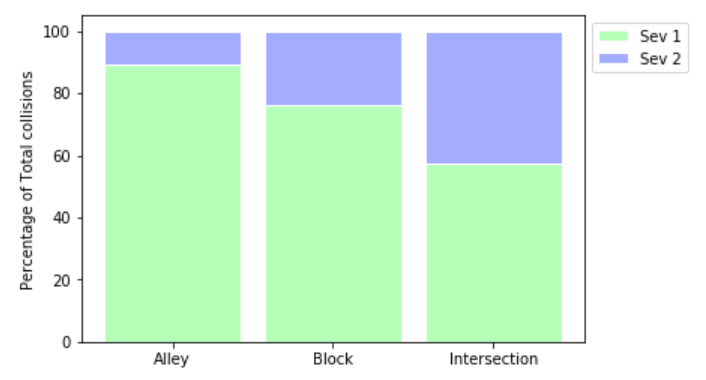 Percentage of Total collisions
100
80
60
40
20
0
Alley
Block
Intersection
Sev 1
Sev 2